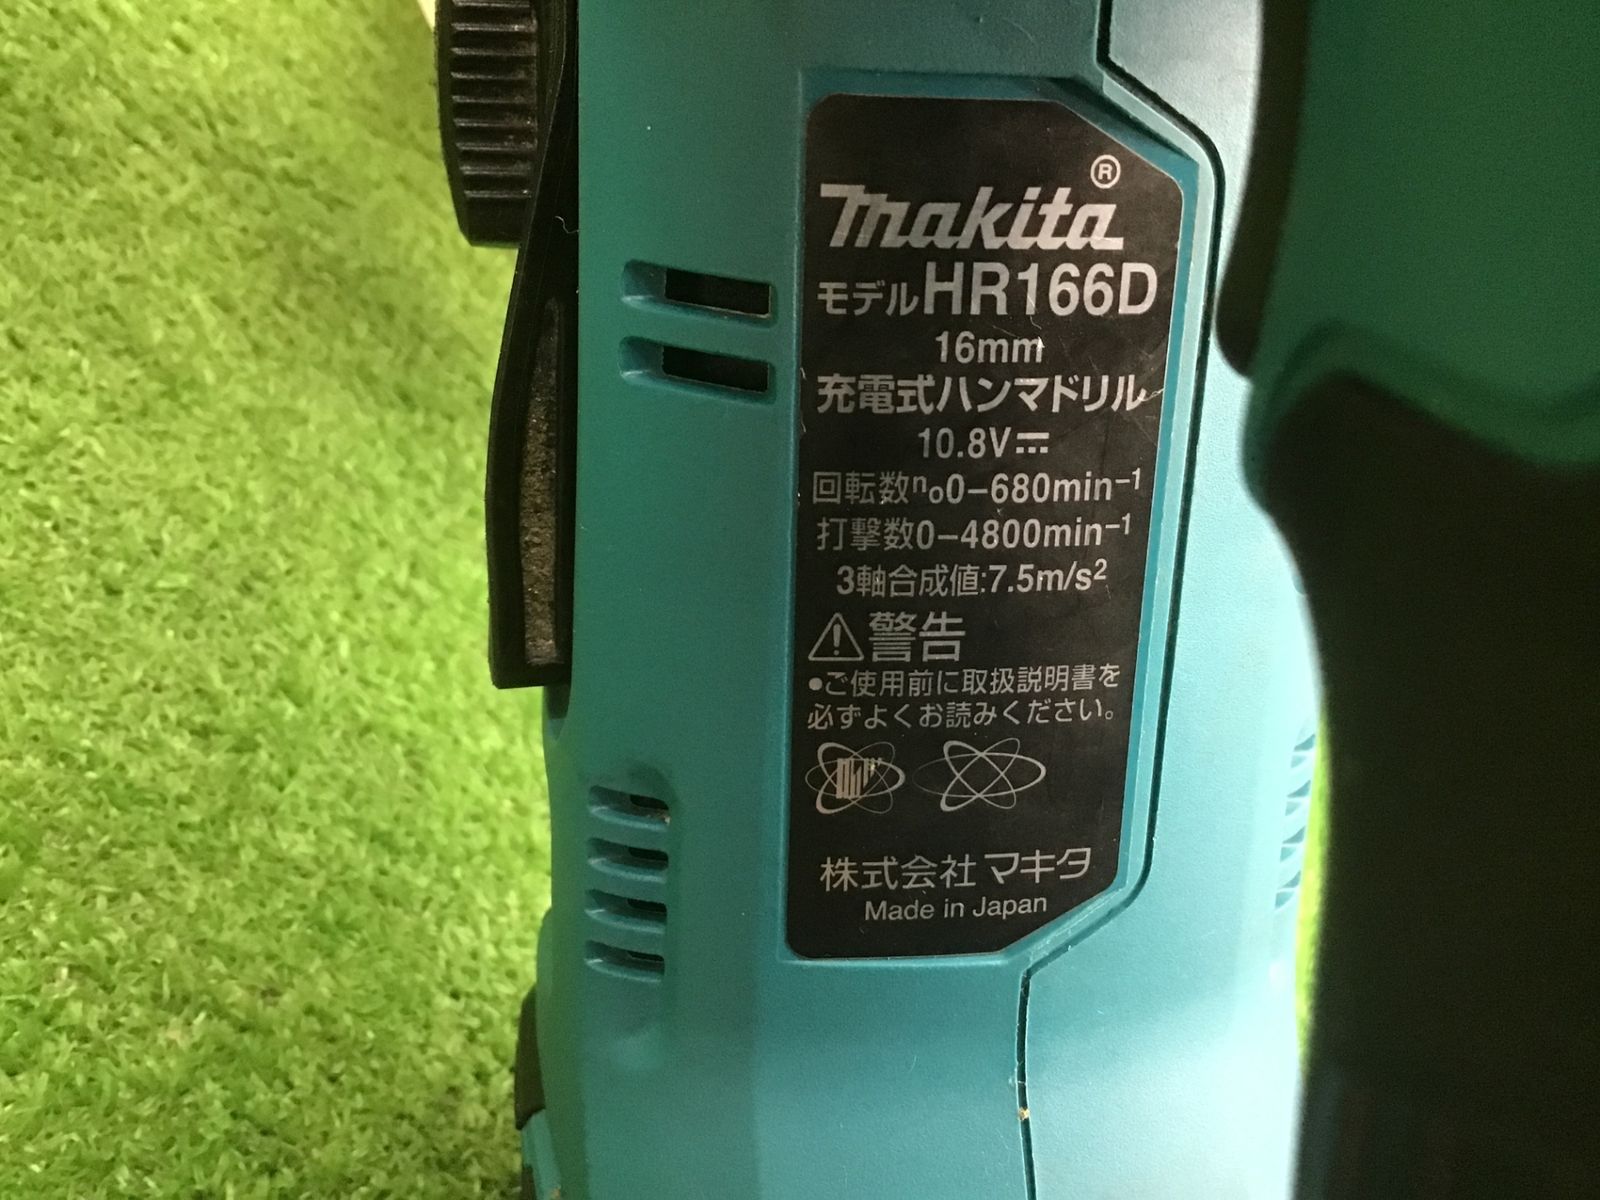 makita®
モデルHR166D
16mm
充電式ハンマドリル
10.8V⎓
回転数n₀0-680min⁻¹
打撃数0-4800min⁻¹
3軸合成値:7.5m/s²
⚠警告
●ご使用前に取扱説明書を
必ずよくお読みください。
株式会社マキタ
Made in Japan